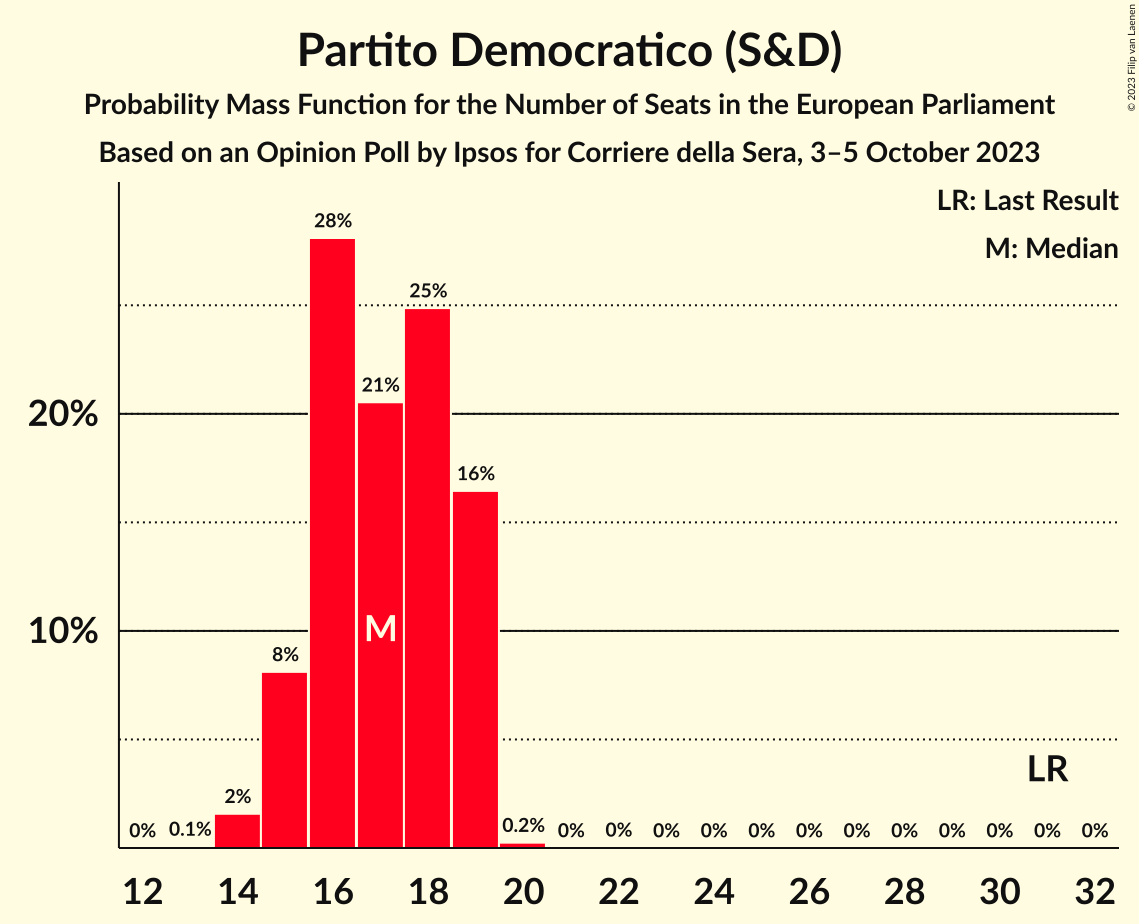 Partito Democratico (S&D)
Probability Mass Function for the Number of Seats in the European Parliament
Based on an Opinion Poll by Ipsos for Corriere della Sera, 3–5 October 2023
© 2023 Filip van Laenen
LR: Last Result
M: Median
28%
25%
21%
20%
16%
M
10%
8%
LR
2%
0% 0.1% 0.2% 0% 0% 0% 0% 0% 0% 0% 0% 0% 0% 0% 0%
12 14 16 18 20 22 24 26 28 30 32